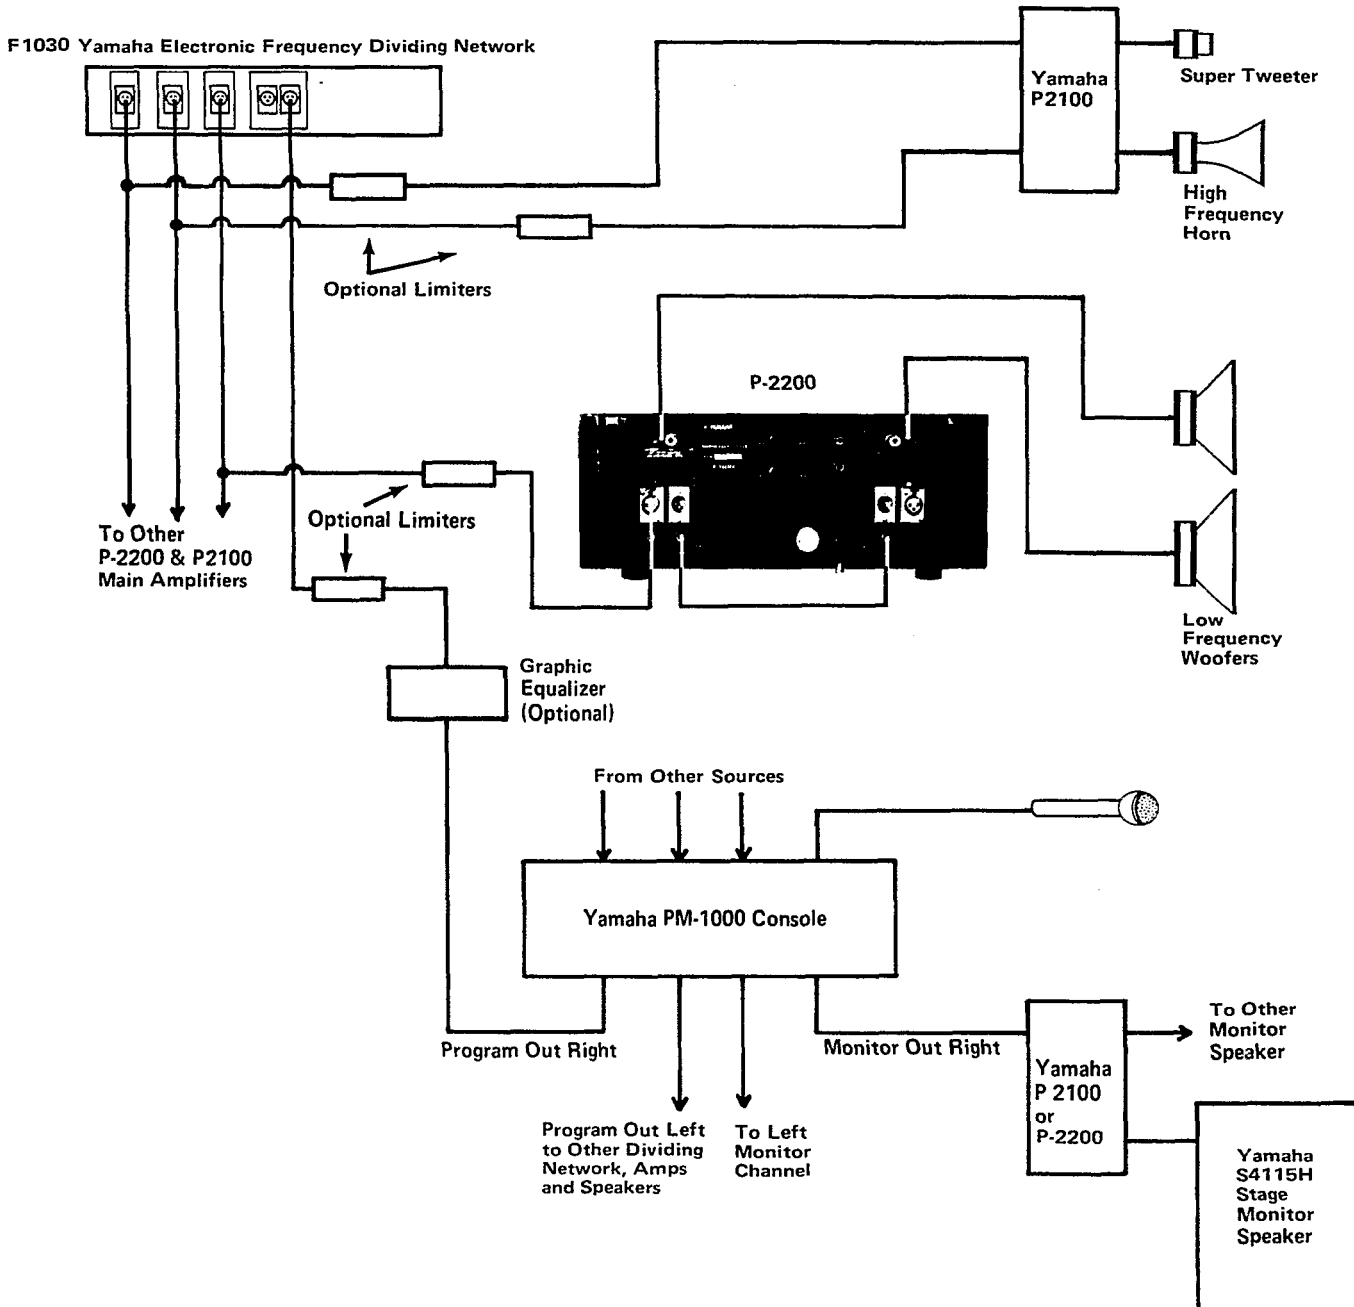 F1030 Yamaha Electronic Frequency Dividing Network
Yamaha
P2100
Super Tweeter
High
Frequency
Horn
Optional Limiters
P-2200
To Other
P-2200 & P2100
Main Amplifiers
Optional Limiters
Low
Frequency
Woofers
Graphic
Equalizer
(Optional)
From Other Sources
Yamaha PM-1000 Console
Program Out Right
Monitor Out Right
To Other
Monitor
Speaker
Yamaha
P 2100
or
P-2200
Program Out Left
to Other Dividing
Network, Amps
and Speakers
To Left
Monitor
Channel
Yamaha
S4115H
Stage
Monitor
Speaker